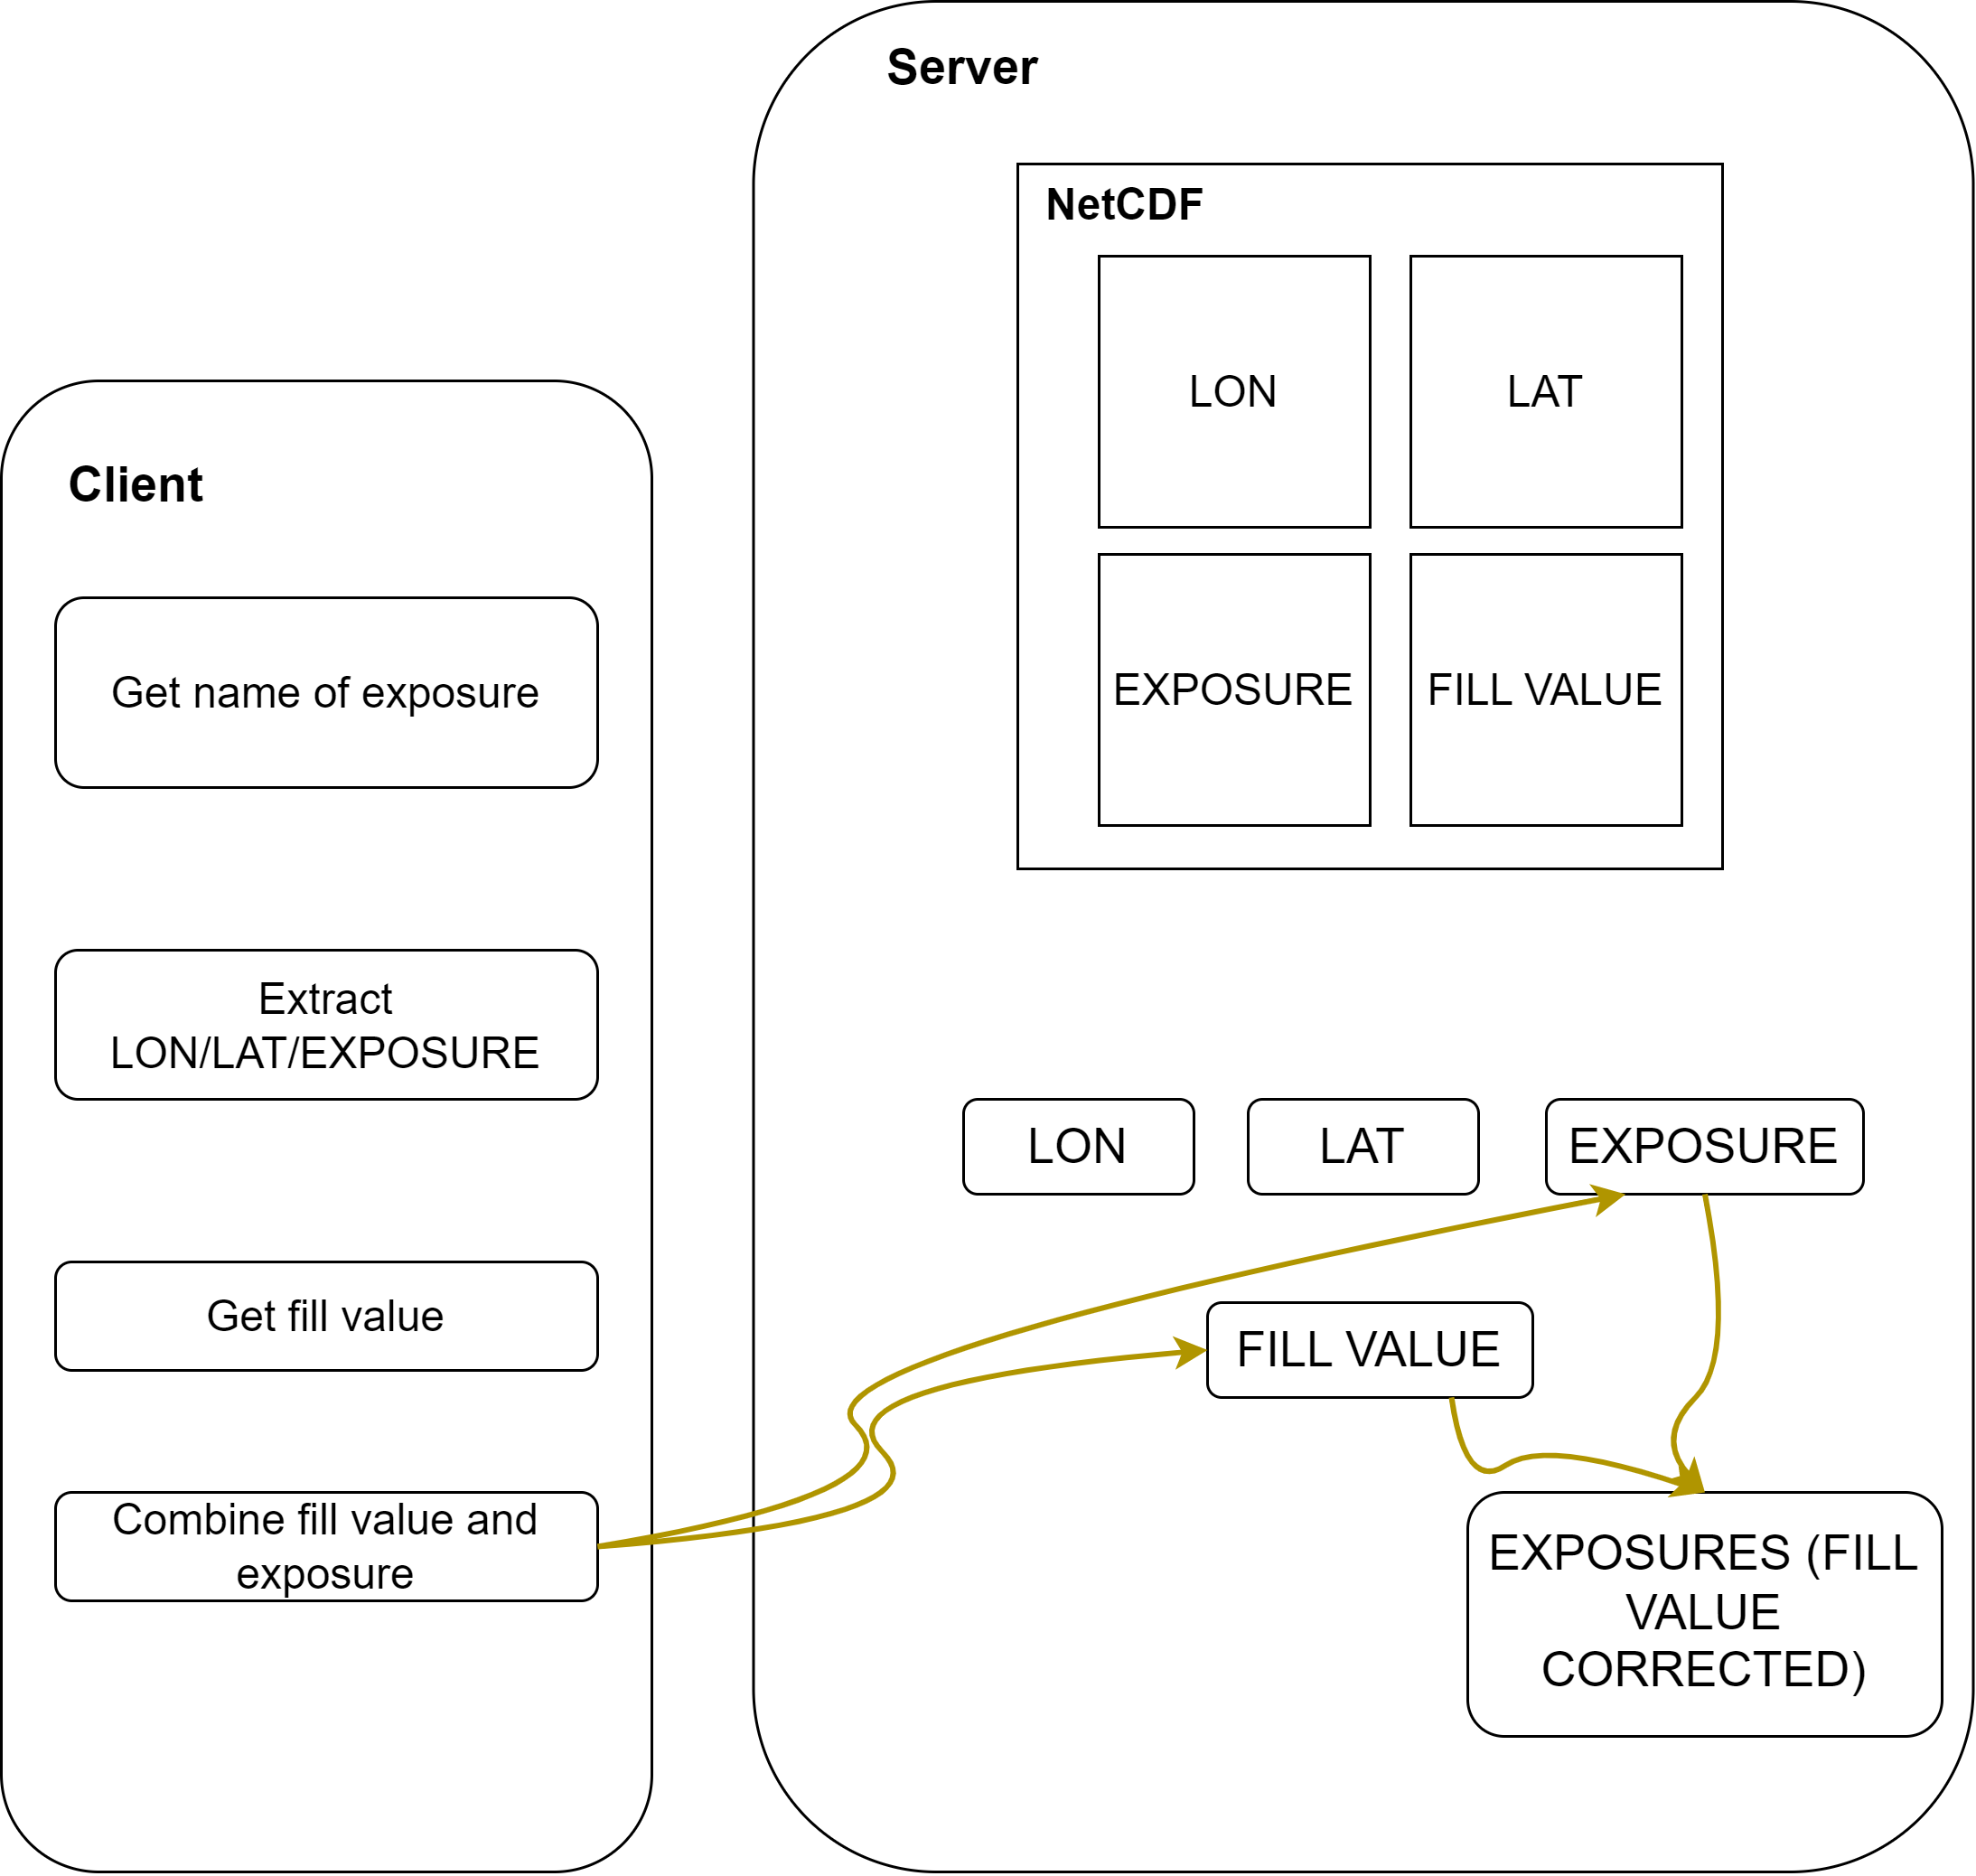 Server
NetCDF
LON
LAT
EXPOSURE
FILL VALUE
Client
Get name of exposure
Extract
LON/LAT/EXPOSURE
Get fill value
Combine fill value and
exposure
LON
LAT
EXPOSURE
FILL VALUE
EXPOSURES (FILL
VALUE
CORRECTED)